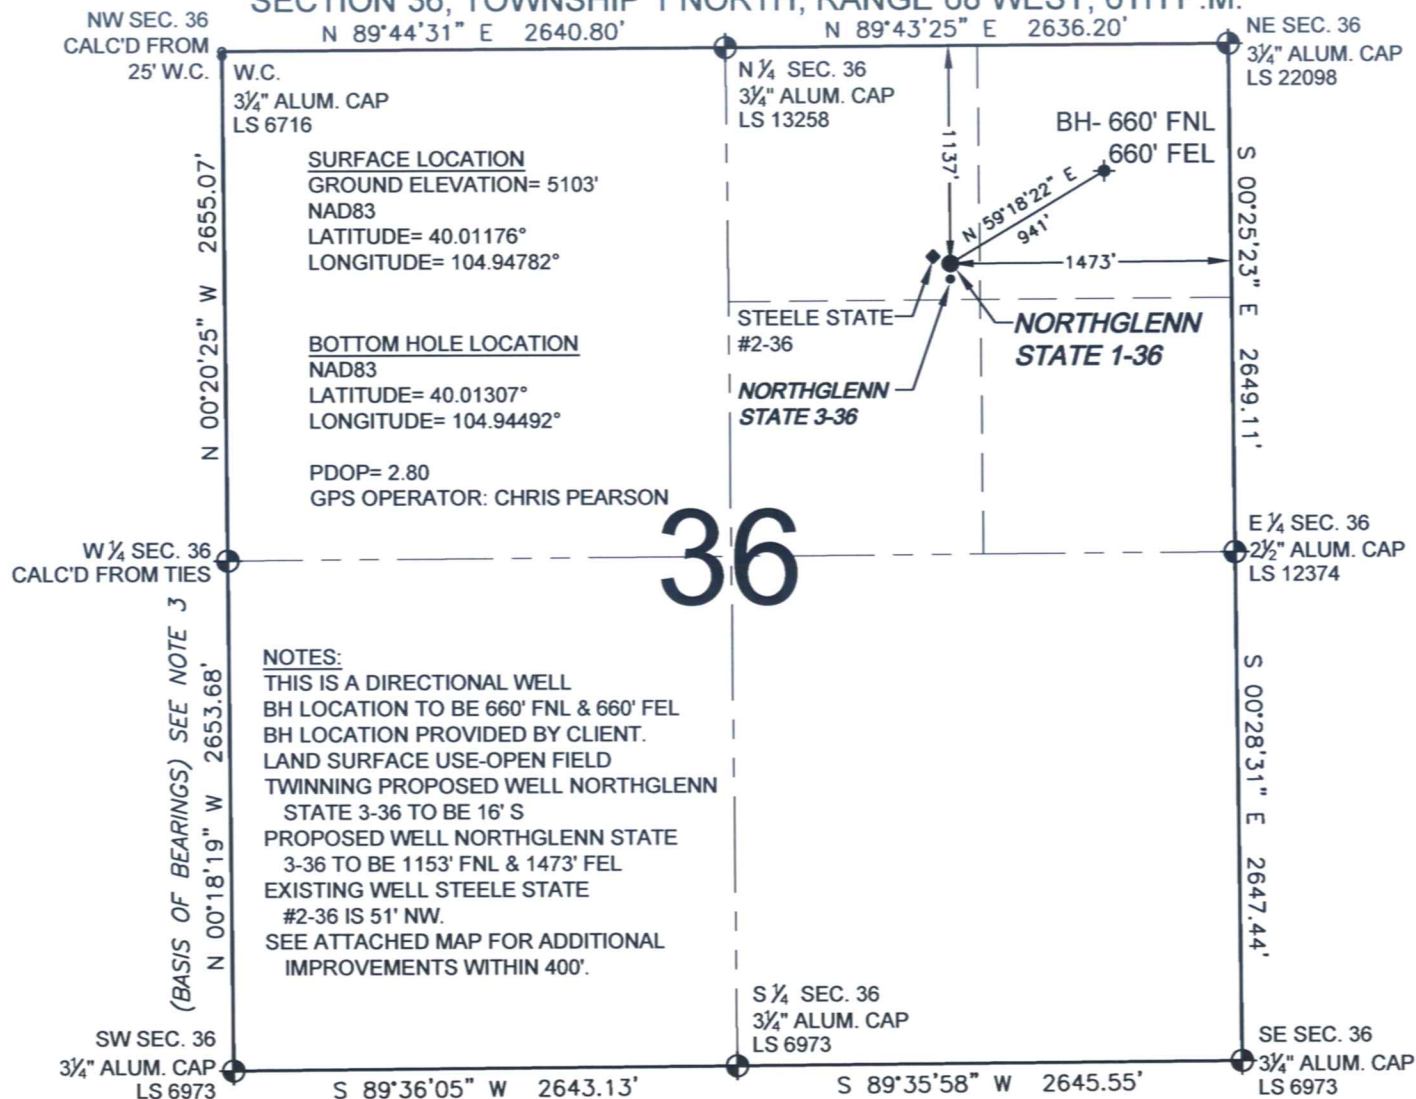 SECTION 36, TOWNSHIP 1 NORTH, RANGE 68 WEST, 6TH P.M.
NW SEC. 36
CALC'D FROM
25' W.C.
N 89°44'31" E 2640.80'
N 89°43'25" E 2636.20'
NE SEC. 36
3¼" ALUM. CAP
LS 22098
W.C.
3¼" ALUM. CAP
LS 6716
N ¼ SEC. 36
3¼" ALUM. CAP
LS 13258
BH- 660' FNL
660' FEL
1137'
N 59°18'22" E
941'
1473'
SURFACE LOCATION
GROUND ELEVATION= 5103'
NAD83
LATITUDE= 40.01176°
LONGITUDE= 104.94782°
N 00°20'25" W 2655.07'
S 00°25'23" E 2649.11'
STEELE STATE
#2-36
NORTHGLENN
STATE 1-36
NORTHGLENN
STATE 3-36
BOTTOM HOLE LOCATION
NAD83
LATITUDE= 40.01307°
LONGITUDE= 104.94492°
PDOP= 2.80
GPS OPERATOR: CHRIS PEARSON
36
W ¼ SEC. 36
CALC'D FROM TIES
E ¼ SEC. 36
2½" ALUM. CAP
LS 12374
(BASIS OF BEARINGS) SEE NOTE 3
N 00°18'19" W 2653.68'
NOTES:
THIS IS A DIRECTIONAL WELL
BH LOCATION TO BE 660' FNL & 660' FEL
BH LOCATION PROVIDED BY CLIENT.
LAND SURFACE USE-OPEN FIELD
TWINNING PROPOSED WELL NORTHGLENN
STATE 3-36 TO BE 16' S
PROPOSED WELL NORTHGLENN STATE
3-36 TO BE 1153' FNL & 1473' FEL
EXISTING WELL STEELE STATE
#2-36 IS 51' NW.
SEE ATTACHED MAP FOR ADDITIONAL
IMPROVEMENTS WITHIN 400'.
S 00°28'31" E 2647.44'
S ¼ SEC. 36
3¼" ALUM. CAP
LS 6973
SW SEC. 36
3¼" ALUM. CAP
LS 6973
S 89°36'05" W 2643.13'
S 89°35'58" W 2645.55'
SE SEC. 36
3¼" ALUM. CAP
LS 6973